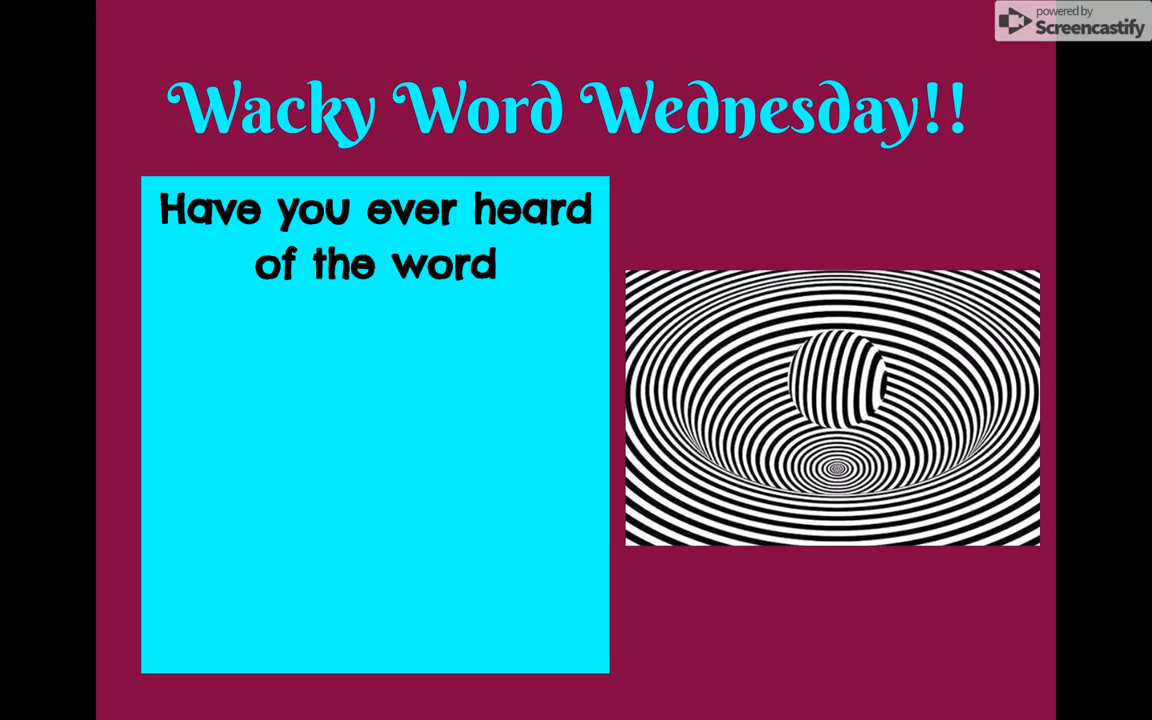 powered by
Screencastify
Wacky Word Wednesday!!
Have you ever heard
of the word